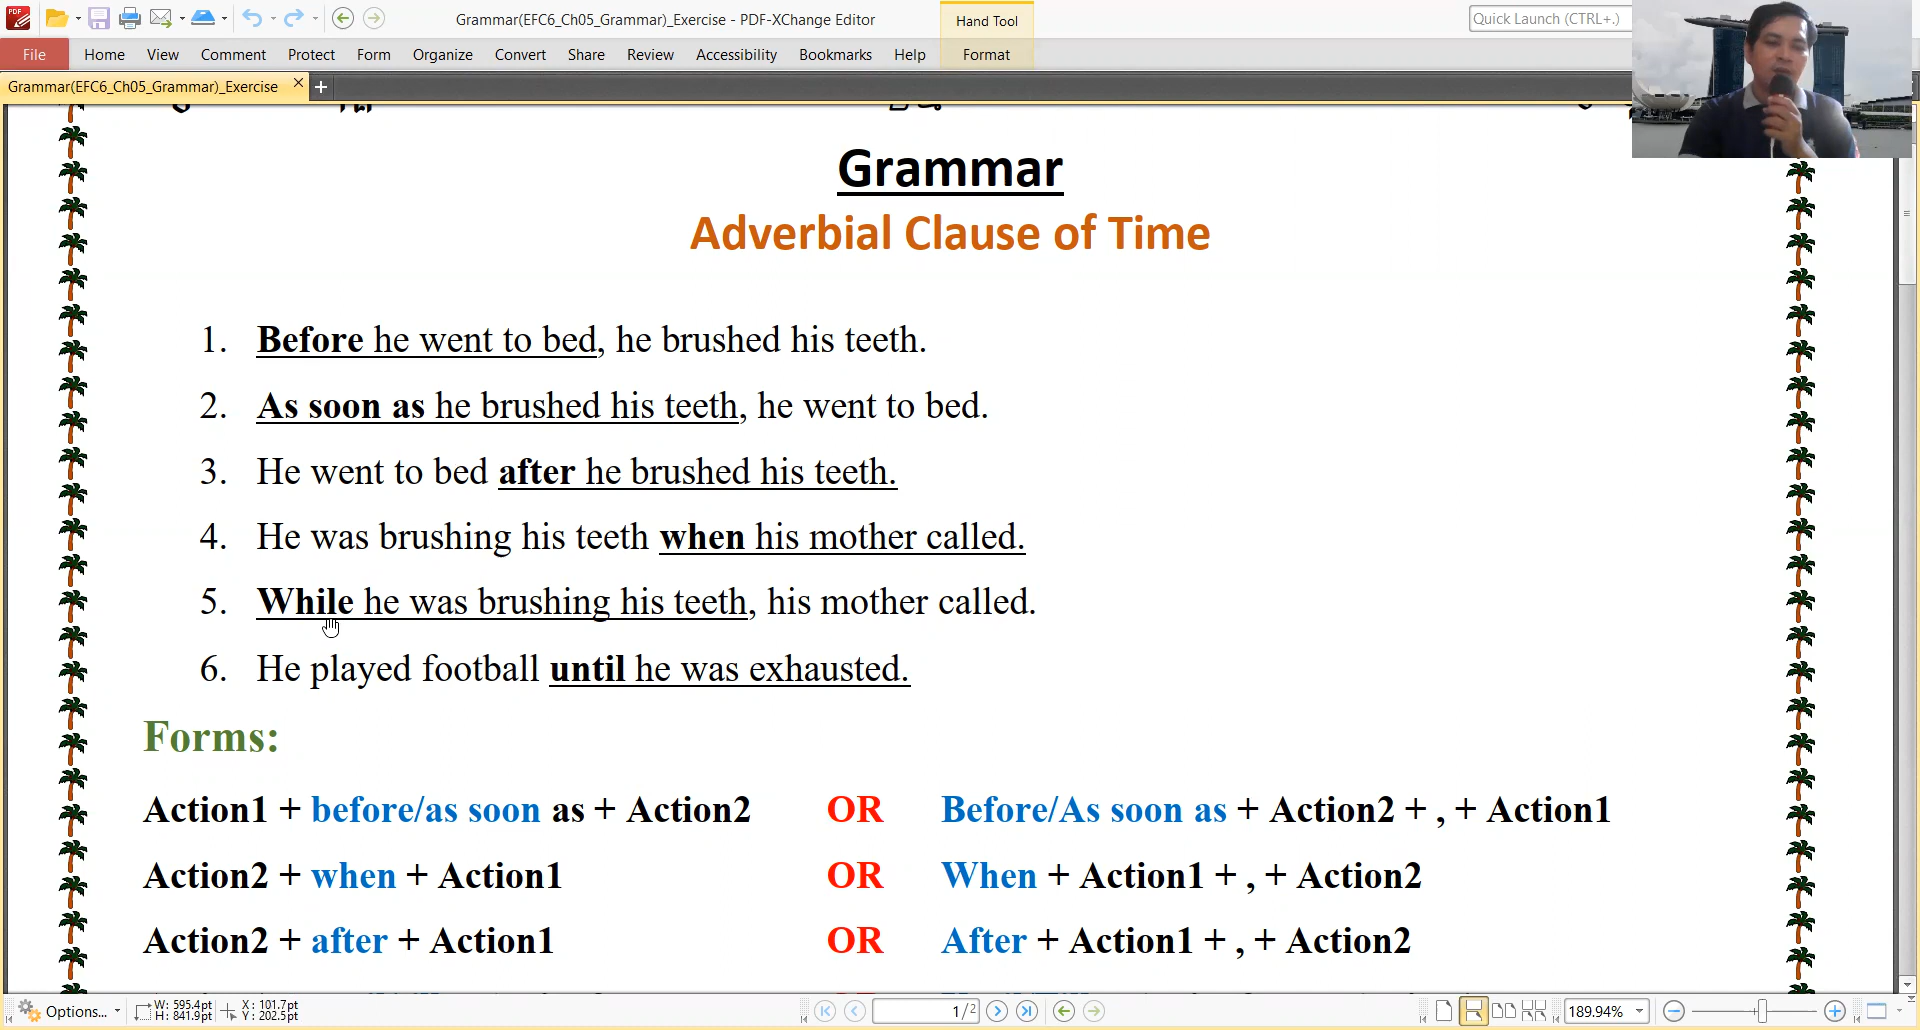 Grammar(EFC6_Ch05_Grammar)_Exercise - PDF-XChange Editor
Hand Tool
Quick Launch (CTRL+.)
File Home View Comment Protect Form Organize Convert Share Review Accessibility Bookmarks Help Format
Grammar(EFC6_Ch05_Grammar)_Exercise
Grammar
Adverbial Clause of Time
1. Before he went to bed, he brushed his teeth.
2. As soon as he brushed his teeth, he went to bed.
3. He went to bed after he brushed his teeth.
4. He was brushing his teeth when his mother called.
5. While he was brushing his teeth, his mother called.
6. He played football until he was exhausted.
Forms:
Action1 + before/as soon as + Action2 OR Before/As soon as + Action2 + , + Action1
Action2 + when + Action1 OR When + Action1 + , + Action2
Action2 + after + Action1 OR After + Action1 + , + Action2
Options... W: 595.4pt H: 841.9pt X: 101.7pt Y: 202.5pt 1/2 189.94%